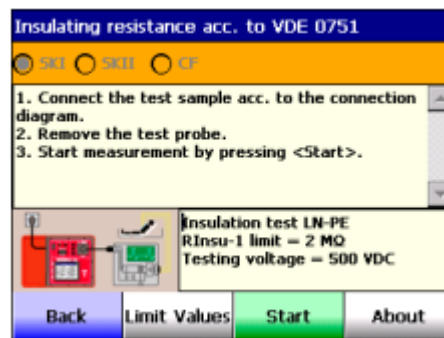 Insulating resistance acc. to VDE 0751
SKI SKII CF
1. Connect the test sample acc. to the connection
diagram.
2. Remove the test probe.
3. Start measurement by pressing <Start>.
Insulation test LN-PE
RInsu-1 limit = 2 MΩ
Testing voltage = 500 VDC
Back Limit Values Start About